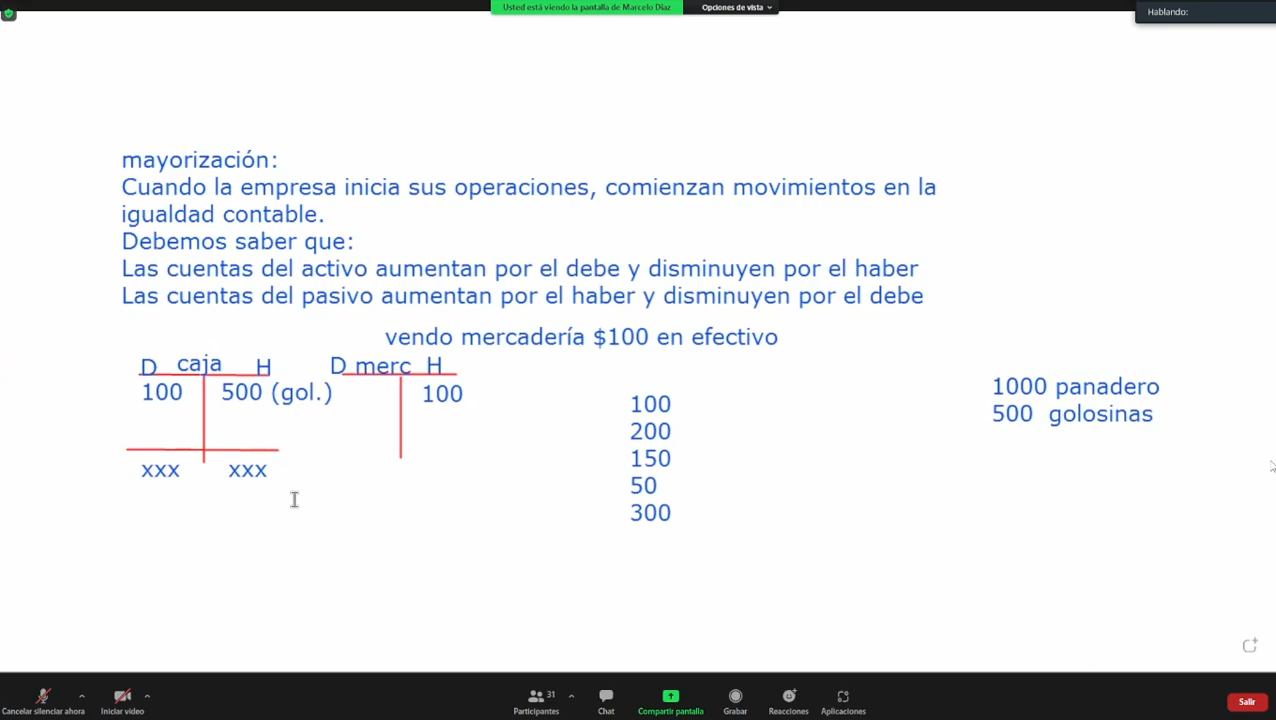 Usted está viendo la pantalla de Marcelo Díaz
Opciones de vista
Hablando:
mayorización:
Cuando la empresa inicia sus operaciones, comienzan movimientos en la
igualdad contable.
Debemos saber que:
Las cuentas del activo aumentan por el debe y disminuyen por el haber
Las cuentas del pasivo aumentan por el haber y disminuyen por el debe
vendo mercadería $100 en efectivo
D caja H
100 500 (gol.)
xxx xxx
D merc H
100
100
200
150
50
300
1000 panadero
500 golosinas
Cancelar silenciar ahora
Iniciar video
31
Participantes
Chat
Compartir pantalla
Grabar
Reacciones
Aplicaciones
Salir